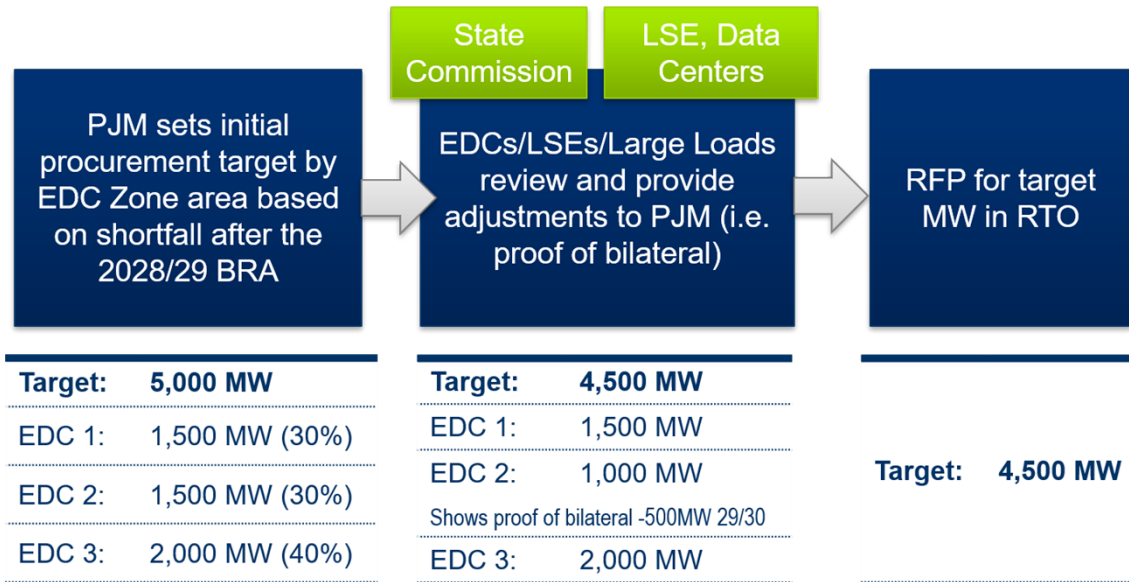 State
Commission
LSE, Data
Centers
PJM sets initial
procurement target by
EDC Zone area based
on shortfall after the
2028/29 BRA
EDCs/LSEs/Large Loads
review and provide
adjustments to PJM (i.e.
proof of bilateral)
RFP for target
MW in RTO
Target: 5,000 MW
EDC 1: 1,500 MW (30%)
EDC 2: 1,500 MW (30%)
EDC 3: 2,000 MW (40%)
Target: 4,500 MW
EDC 1: 1,500 MW
EDC 2: 1,000 MW
Shows proof of bilateral -500MW 29/30
EDC 3: 2,000 MW
Target: 4,500 MW